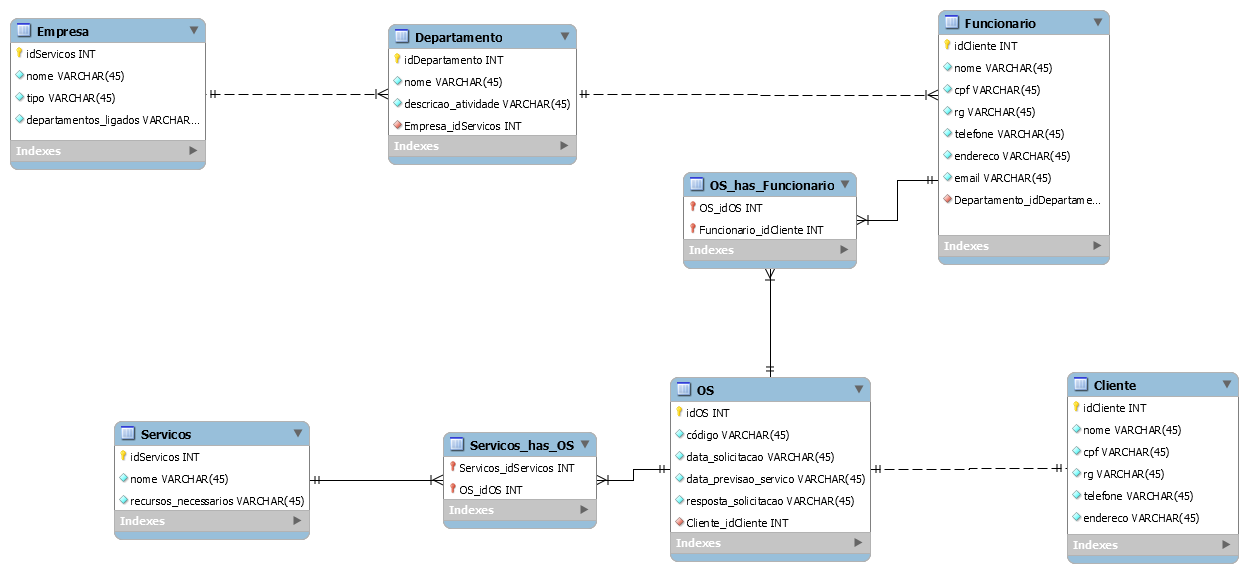 Empresa
idServicos INT
nome VARCHAR(45)
tipo VARCHAR(45)
departamentos_ligados VARCHAR...
Indexes
Departamento
idDepartamento INT
nome VARCHAR(45)
descricao_atividade VARCHAR(45)
Empresa_idServicos INT
Indexes
Funcionario
idCliente INT
nome VARCHAR(45)
cpf VARCHAR(45)
rg VARCHAR(45)
telefone VARCHAR(45)
endereco VARCHAR(45)
email VARCHAR(45)
Departamento_idDepartame...
Indexes
OS_has_Funcionario
OS_idOS INT
Funcionario_idCliente INT
Indexes
Servicos
idServicos INT
nome VARCHAR(45)
recursos_necessarios VARCHAR(45)
Indexes
Servicos_has_OS
Servicos_idServicos INT
OS_idOS INT
Indexes
OS
idOS INT
código VARCHAR(45)
data_solicitacao VARCHAR(45)
data_previsao_servico VARCHAR(45)
resposta_solicitacao VARCHAR(45)
Cliente_idCliente INT
Indexes
Cliente
idCliente INT
nome VARCHAR(45)
cpf VARCHAR(45)
rg VARCHAR(45)
telefone VARCHAR(45)
endereco VARCHAR(45)
Indexes